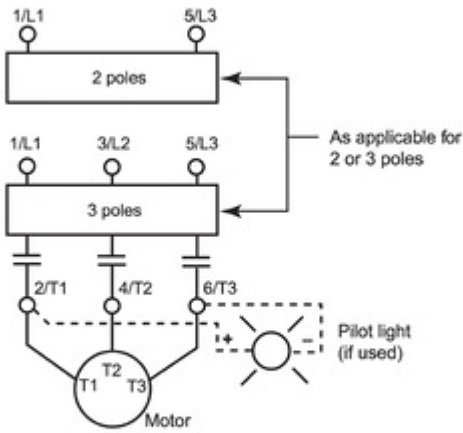 1/L1 5/L3
2 poles
1/L1 3/L2 5/L3
As applicable for
2 or 3 poles
3 poles
2/T1 4/T2 6/T3
+ –
Pilot light
(if used)
T1 T2 T3
Motor